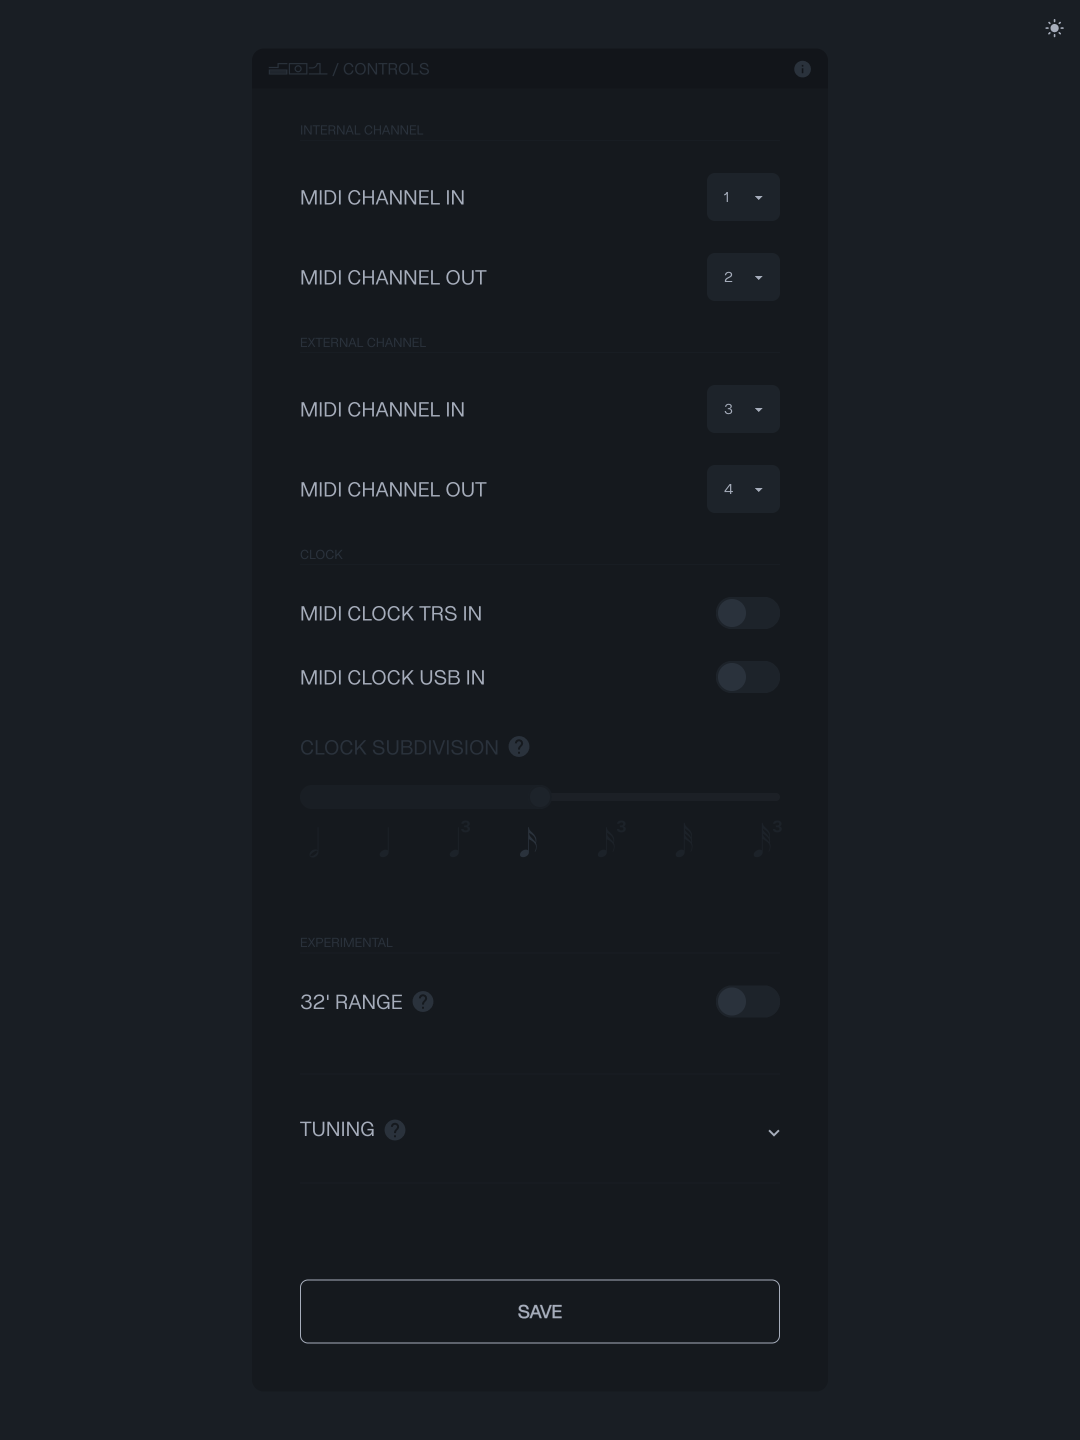 / CONTROLS
INTERNAL CHANNEL
MIDI CHANNEL IN 1
MIDI CHANNEL OUT 2
EXTERNAL CHANNEL
MIDI CHANNEL IN 3
MIDI CHANNEL OUT 4
CLOCK
MIDI CLOCK TRS IN
MIDI CLOCK USB IN
CLOCK SUBDIVISION ?
3 3 3
EXPERIMENTAL
32' RANGE ?
TUNING ?
SAVE